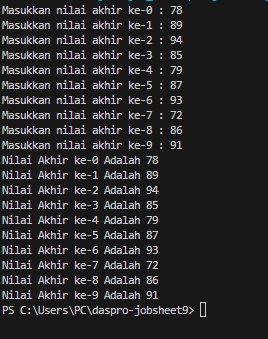 Masukkan nilai akhir ke-0 : 78
Masukkan nilai akhir ke-1 : 89
Masukkan nilai akhir ke-2 : 94
Masukkan nilai akhir ke-3 : 85
Masukkan nilai akhir ke-4 : 79
Masukkan nilai akhir ke-5 : 87
Masukkan nilai akhir ke-6 : 93
Masukkan nilai akhir ke-7 : 72
Masukkan nilai akhir ke-8 : 86
Masukkan nilai akhir ke-9 : 91
Nilai Akhir ke-0 Adalah 78
Nilai Akhir ke-1 Adalah 89
Nilai Akhir ke-2 Adalah 94
Nilai Akhir ke-3 Adalah 85
Nilai Akhir ke-4 Adalah 79
Nilai Akhir ke-5 Adalah 87
Nilai Akhir ke-6 Adalah 93
Nilai Akhir ke-7 Adalah 72
Nilai Akhir ke-8 Adalah 86
Nilai Akhir ke-9 Adalah 91
PS C:\Users\PC\daspro-jobsheet9>